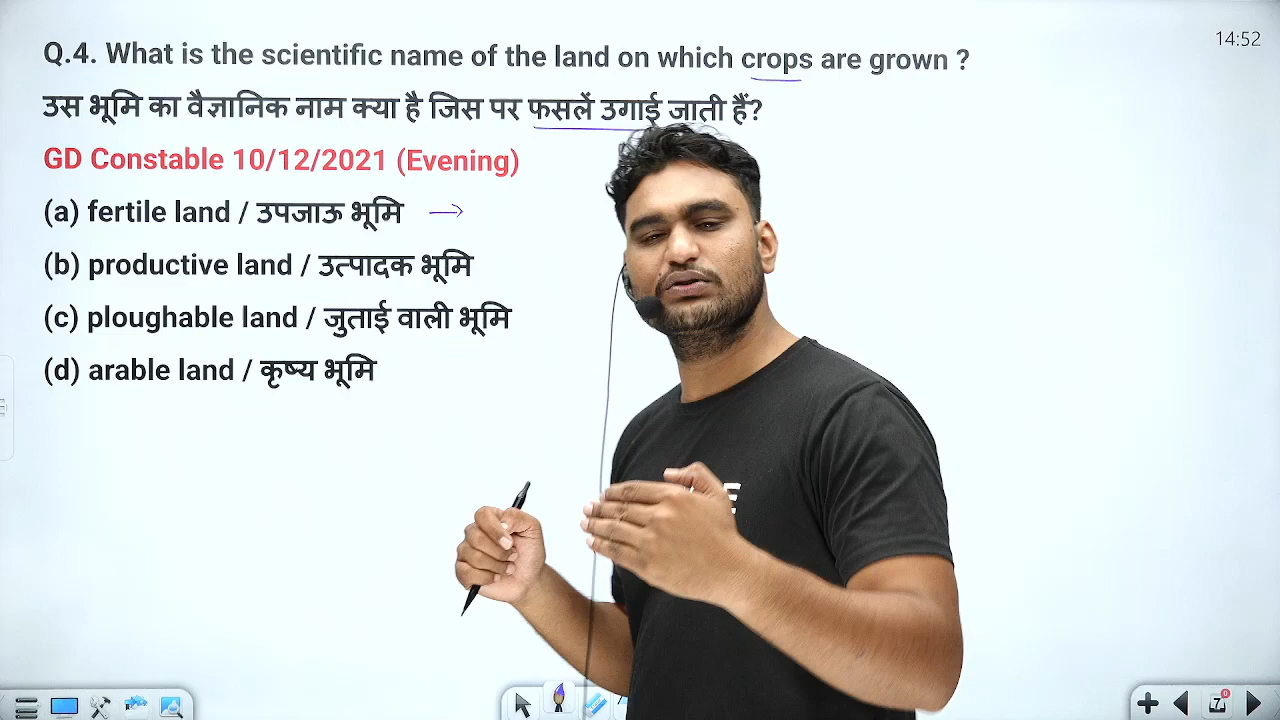 14:52
Q.4. What is the scientific name of the land on which crops are grown ?
उस भूमि का वैज्ञानिक नाम क्या है जिस पर फसलें उगाई जाती हैं?
GD Constable 10/12/2021 (Evening)
(a) fertile land / उपजाऊ भूमि
(b) productive land / उत्पादक भूमि
(c) ploughable land / जुताई वाली भूमि
(d) arable land / कृष्य भूमि